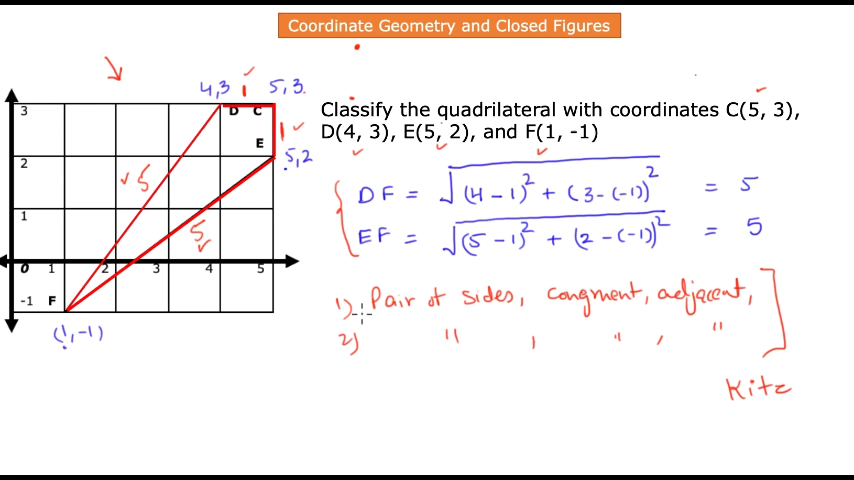 Coordinate Geometry and Closed Figures
4,3 1 5,3
3 D C
E 1
5,2
2
5
1
5
0 1 2 3 4 5
-1 F
(1,-1)
Classify the quadrilateral with coordinates C(5, 3),
D(4, 3), E(5, 2), and F(1, -1)
DF = √(4-1)² + (3-(-1))² = 5
EF = √(5-1)² + (2-(-1))² = 5
1) Pair of sides, congruent, adjacent,
2) " , " , "
Kite